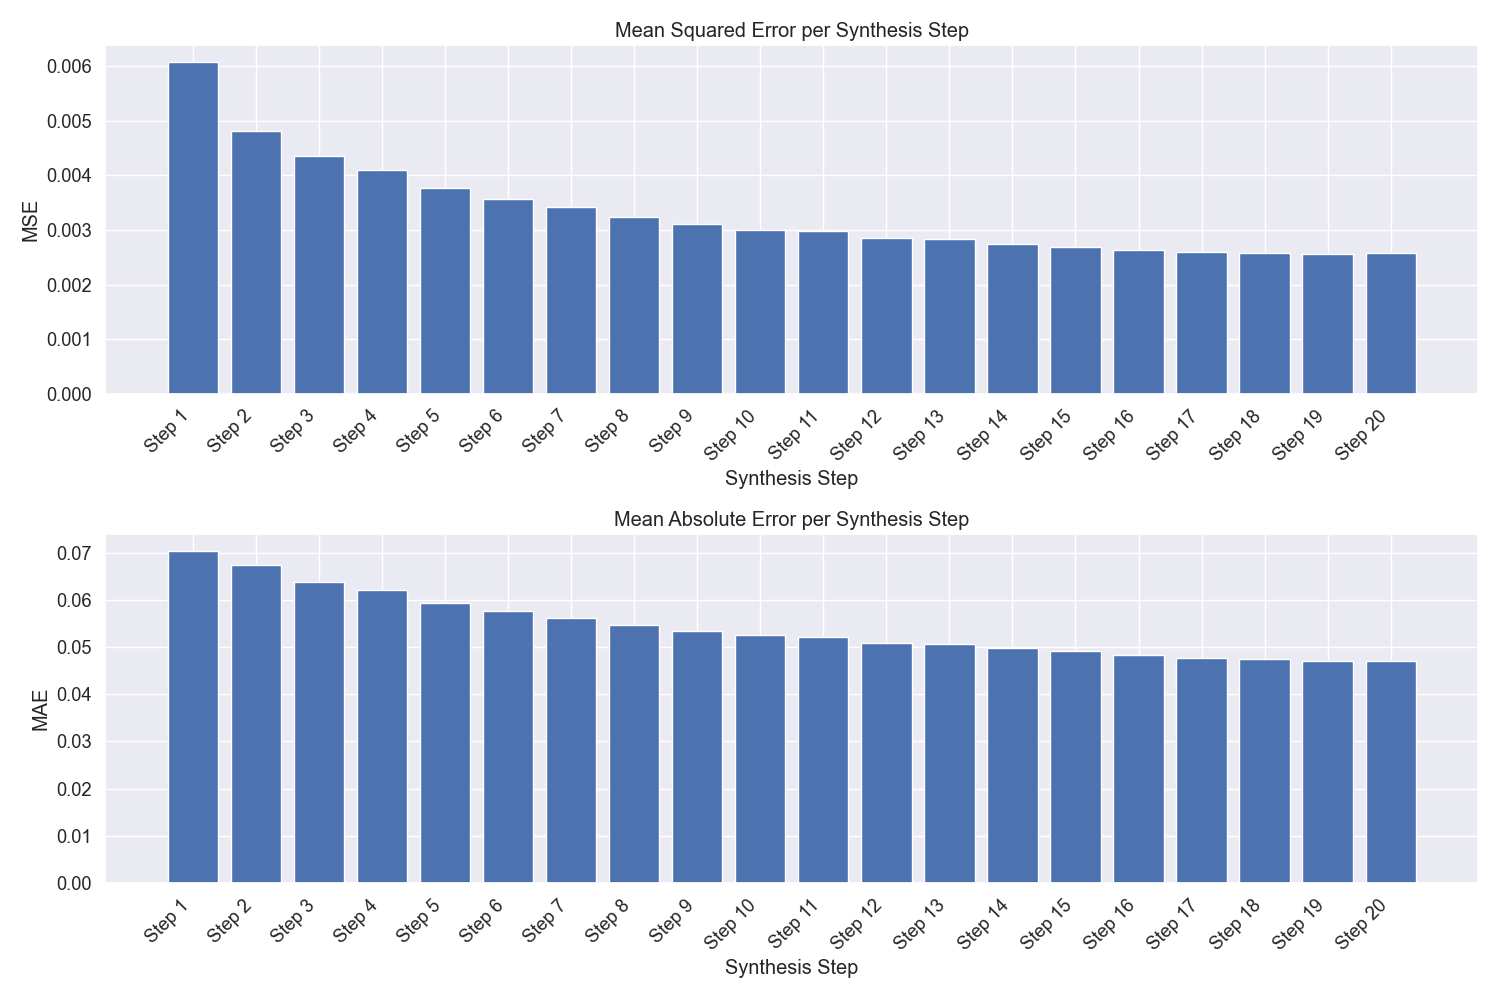 Mean Squared Error per Synthesis Step
0.006
0.005
0.004
0.003
0.002
0.001
0.000
MSE
Step 1
Step 2
Step 3
Step 4
Step 5
Step 6
Step 7
Step 8
Step 9
Step 10
Step 11
Step 12
Step 13
Step 14
Step 15
Step 16
Step 17
Step 18
Step 19
Step 20
Synthesis Step
Mean Absolute Error per Synthesis Step
0.07
0.06
0.05
0.04
0.03
0.02
0.01
0.00
MAE
Step 1
Step 2
Step 3
Step 4
Step 5
Step 6
Step 7
Step 8
Step 9
Step 10
Step 11
Step 12
Step 13
Step 14
Step 15
Step 16
Step 17
Step 18
Step 19
Step 20
Synthesis Step